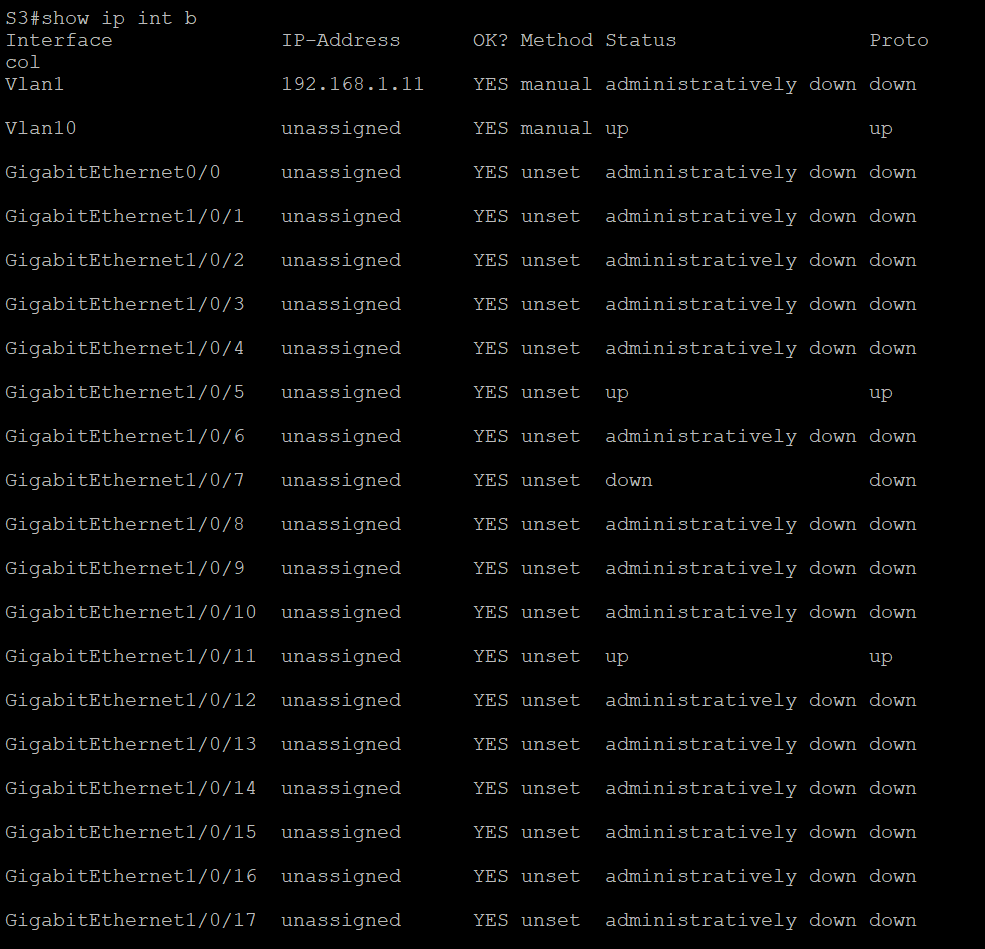 S3#show ip int b
Interface              IP-Address      OK? Method Status                Proto
col
Vlan1                  192.168.1.11    YES manual administratively down down
Vlan10                 unassigned      YES manual up                    up
GigabitEthernet0/0     unassigned      YES unset  administratively down down
GigabitEthernet1/0/1   unassigned      YES unset  administratively down down
GigabitEthernet1/0/2   unassigned      YES unset  administratively down down
GigabitEthernet1/0/3   unassigned      YES unset  administratively down down
GigabitEthernet1/0/4   unassigned      YES unset  administratively down down
GigabitEthernet1/0/5   unassigned      YES unset  up                    up
GigabitEthernet1/0/6   unassigned      YES unset  administratively down down
GigabitEthernet1/0/7   unassigned      YES unset  down                  down
GigabitEthernet1/0/8   unassigned      YES unset  administratively down down
GigabitEthernet1/0/9   unassigned      YES unset  administratively down down
GigabitEthernet1/0/10  unassigned      YES unset  administratively down down
GigabitEthernet1/0/11  unassigned      YES unset  up                    up
GigabitEthernet1/0/12  unassigned      YES unset  administratively down down
GigabitEthernet1/0/13  unassigned      YES unset  administratively down down
GigabitEthernet1/0/14  unassigned      YES unset  administratively down down
GigabitEthernet1/0/15  unassigned      YES unset  administratively down down
GigabitEthernet1/0/16  unassigned      YES unset  administratively down down
GigabitEthernet1/0/17  unassigned      YES unset  administratively down down